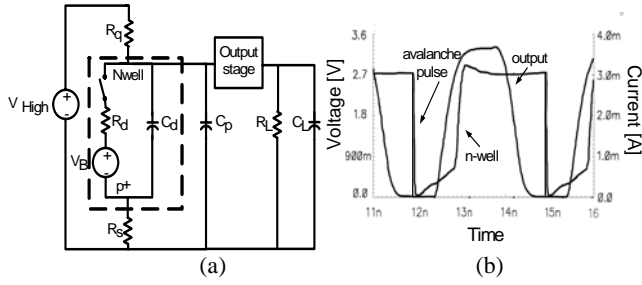 Rq
Output
stage
Nwell
V High
Rd
Cd
Cp
RL
CL
VB
p+
Rs
(a)
Voltage [V]
2.7
1.8
900m
0.0
avalanche
pulse
output
n-well
4.0m
3.0m
2.0m
1.0m
0.0
Current [A]
11n 12n 13n 14n 15n 16
Time
(b)